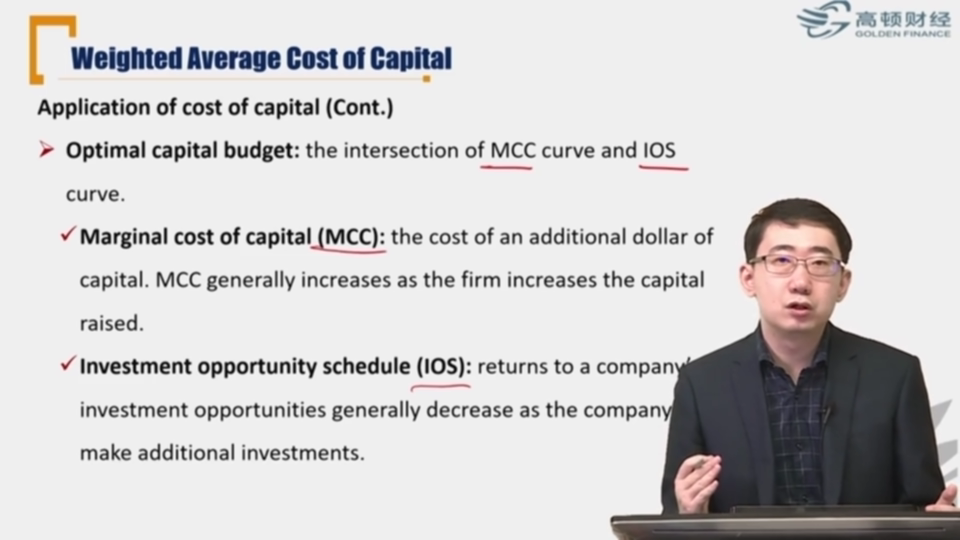 高顿财经
GOLDEN FINANCE
Weighted Average Cost of Capital
Application of cost of capital (Cont.)
Optimal capital budget: the intersection of MCC curve and IOS
curve.
Marginal cost of capital (MCC): the cost of an additional dollar of
capital. MCC generally increases as the firm increases the capital
raised.
Investment opportunity schedule (IOS): returns to a company'
investment opportunities generally decrease as the company
make additional investments.